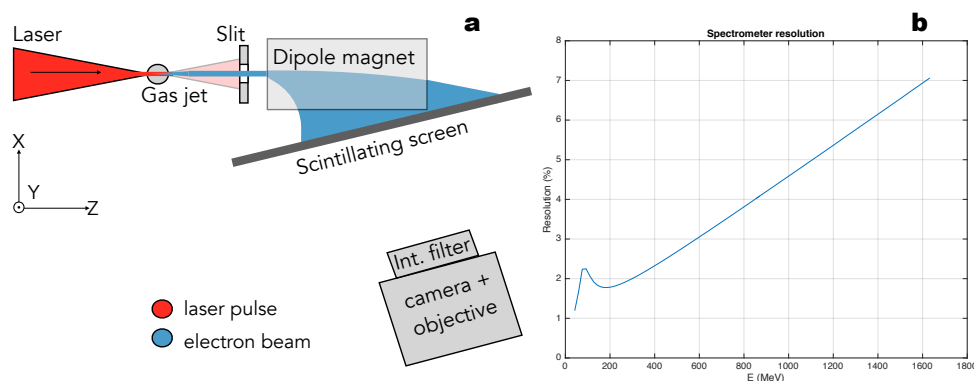 a
Laser
Slit
Dipole magnet
Gas jet
Scintillating screen
X
Y
Z
Int. filter
camera +
objective
laser pulse
electron beam
b
Spectrometer resolution
8
7
6
5
4
3
2
1
0
Resolution (%)
0 200 400 600 800 1000 1200 1400 1600 1800
E (MeV)